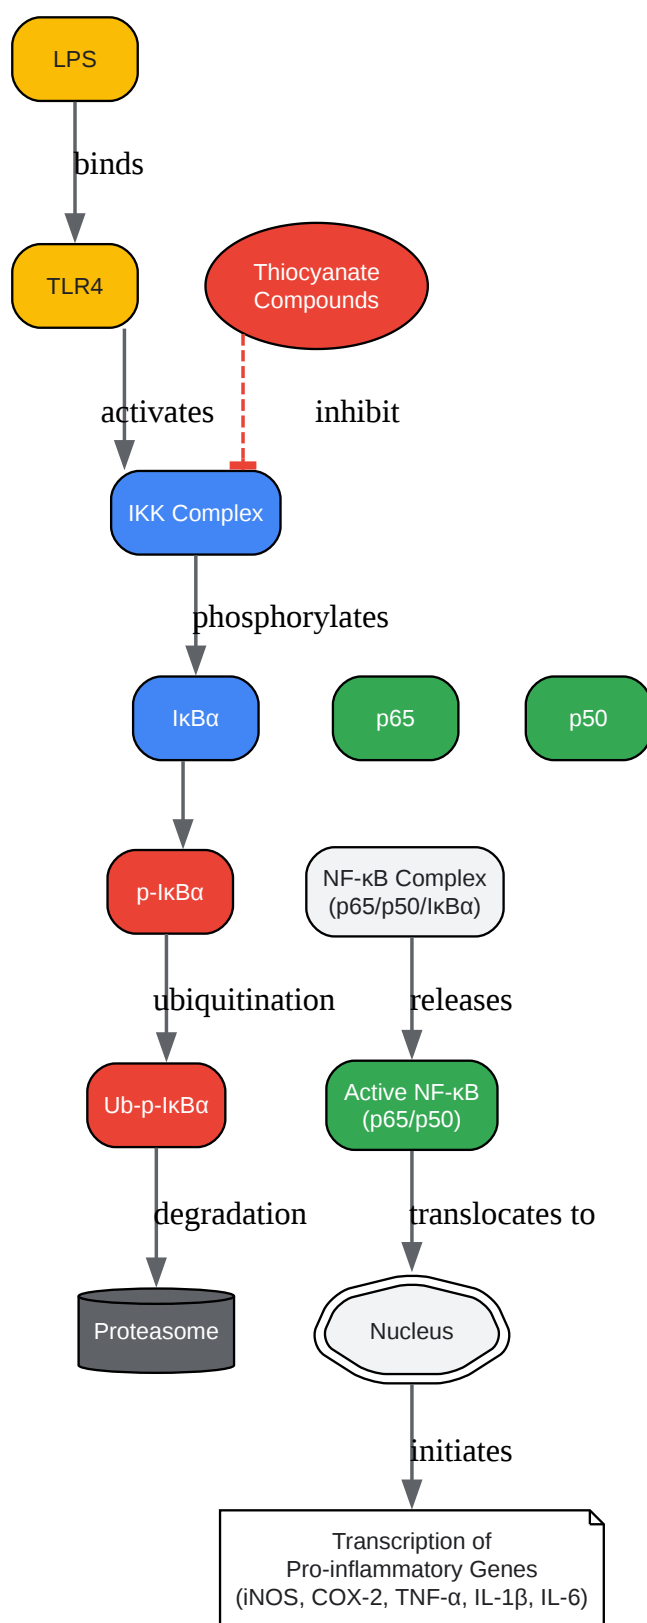 LPS
binds
TLR4
Thiocyanate
Compounds
activates
inhibit
IKK Complex
phosphorylates
IκBα
p65
p50
p-IκBα
NF-κB Complex
(p65/p50/IκBα)
ubiquitination
releases
Ub-p-IκBα
Active NF-κB
(p65/p50)
degradation
translocates to
Proteasome
Nucleus
initiates
Transcription of
Pro-inflammatory Genes
(iNOS, COX-2, TNF-α, IL-1β, IL-6)